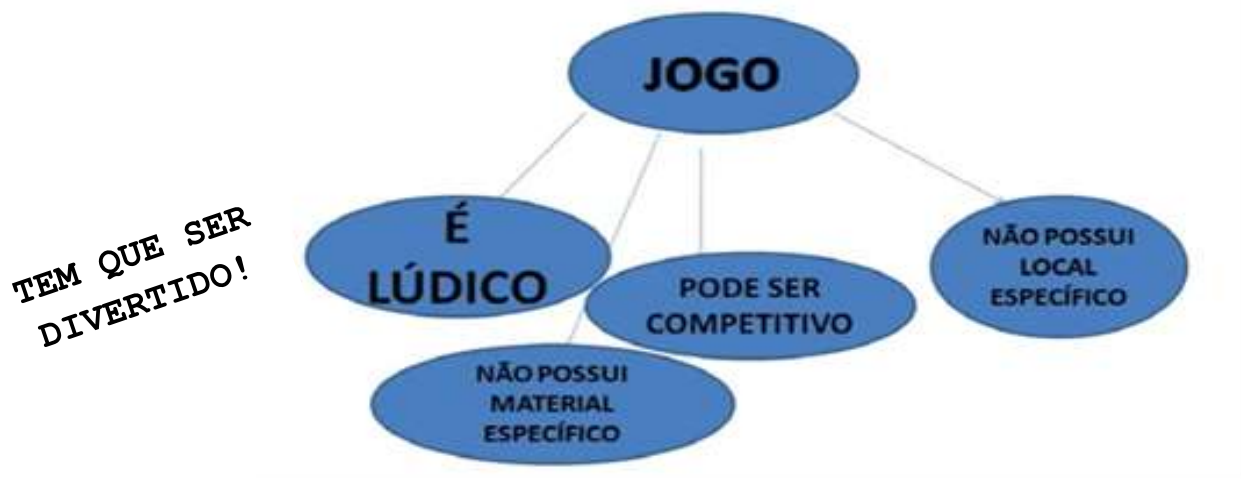 JOGO
TEM QUE SER
DIVERTIDO!
É
LÚDICO
PODE SER
COMPETITIVO
NÃO POSSUI
LOCAL
ESPECÍFICO
NÃO POSSUI
MATERIAL
ESPECÍFICO